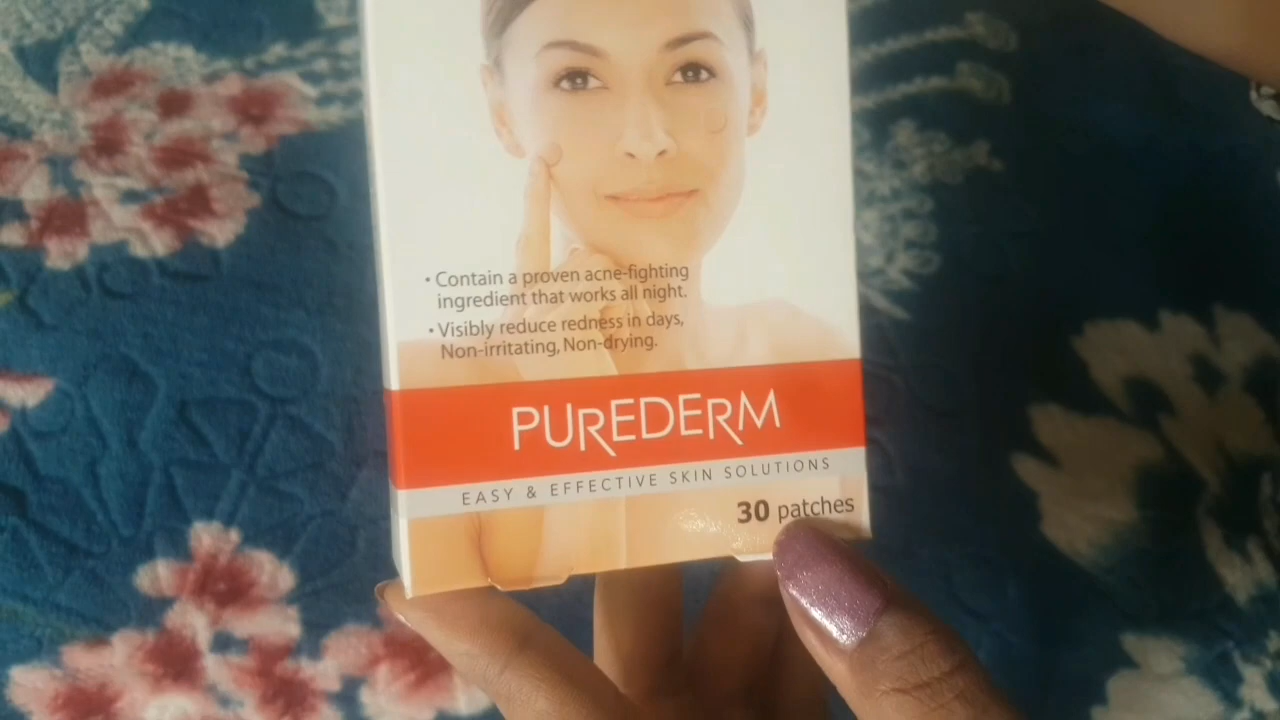 • Contain a proven acne-fighting
ingredient that works all night.
• Visibly reduce redness in days,
Non-irritating, Non-drying.
PUREDERM
EASY & EFFECTIVE SKIN SOLUTIONS
30 patches